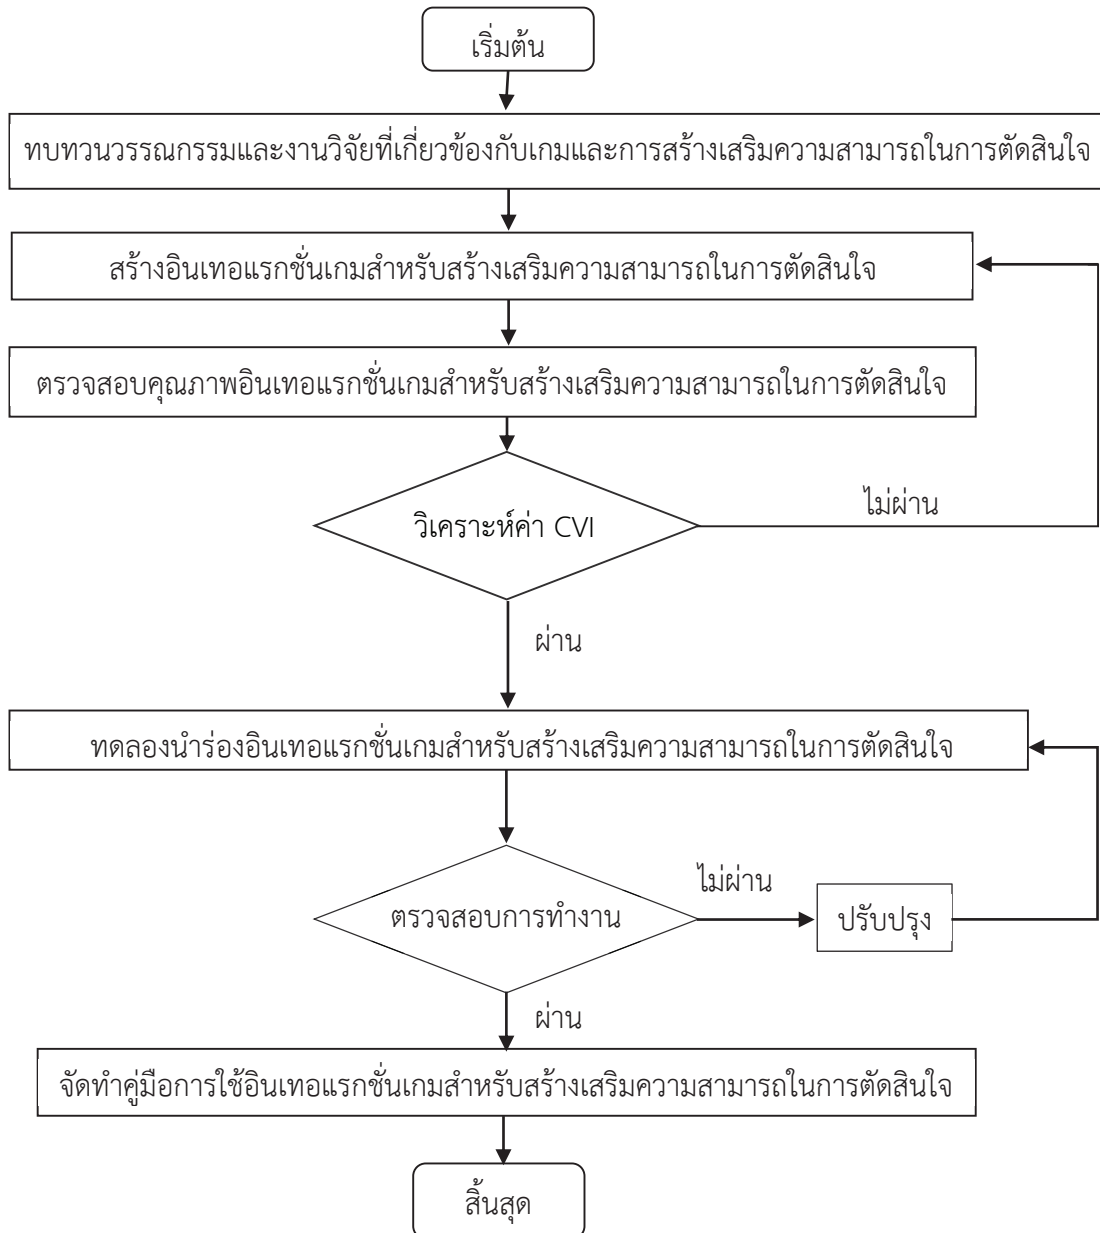 เริ่มต้น
ทบทวนวรรณกรรมและงานวิจัยที่เกี่ยวข้องกับเกมและการสร้างเสริมความสามารถในการตัดสินใจ
สร้างอินเทอแรกชั่นเกมสำหรับสร้างเสริมความสามารถในการตัดสินใจ
ตรวจสอบคุณภาพอินเทอแรกชั่นเกมสำหรับสร้างเสริมความสามารถในการตัดสินใจ
ไม่ผ่าน
วิเคราะห์ค่า CVI
ผ่าน
ทดลองนำร่องอินเทอแรกชั่นเกมสำหรับสร้างเสริมความสามารถในการตัดสินใจ
ไม่ผ่าน
ตรวจสอบการทำงาน
ปรับปรุง
ผ่าน
จัดทำคู่มือการใช้อินเทอแรกชั่นเกมสำหรับสร้างเสริมความสามารถในการตัดสินใจ
สิ้นสุด